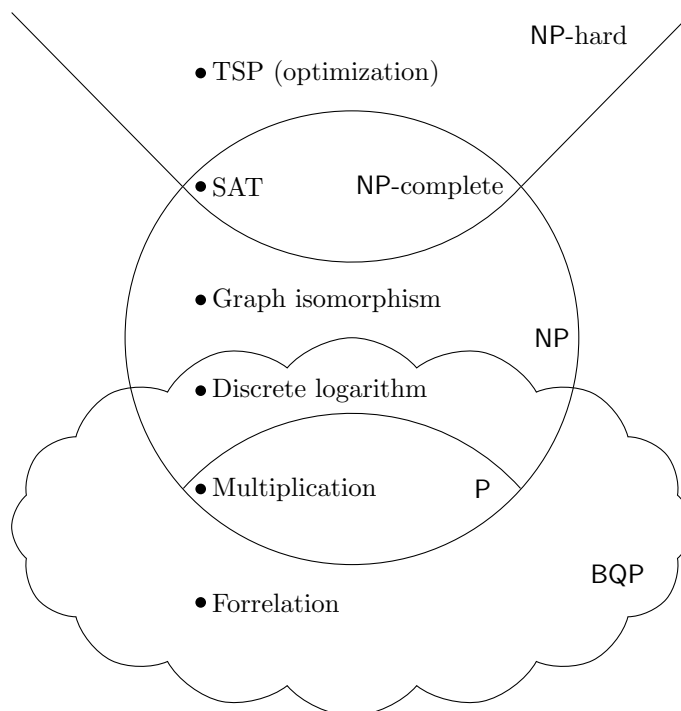 NP-hard
TSP (optimization)
SAT
NP-complete
Graph isomorphism
NP
Discrete logarithm
Multiplication
P
BQP
Forrelation